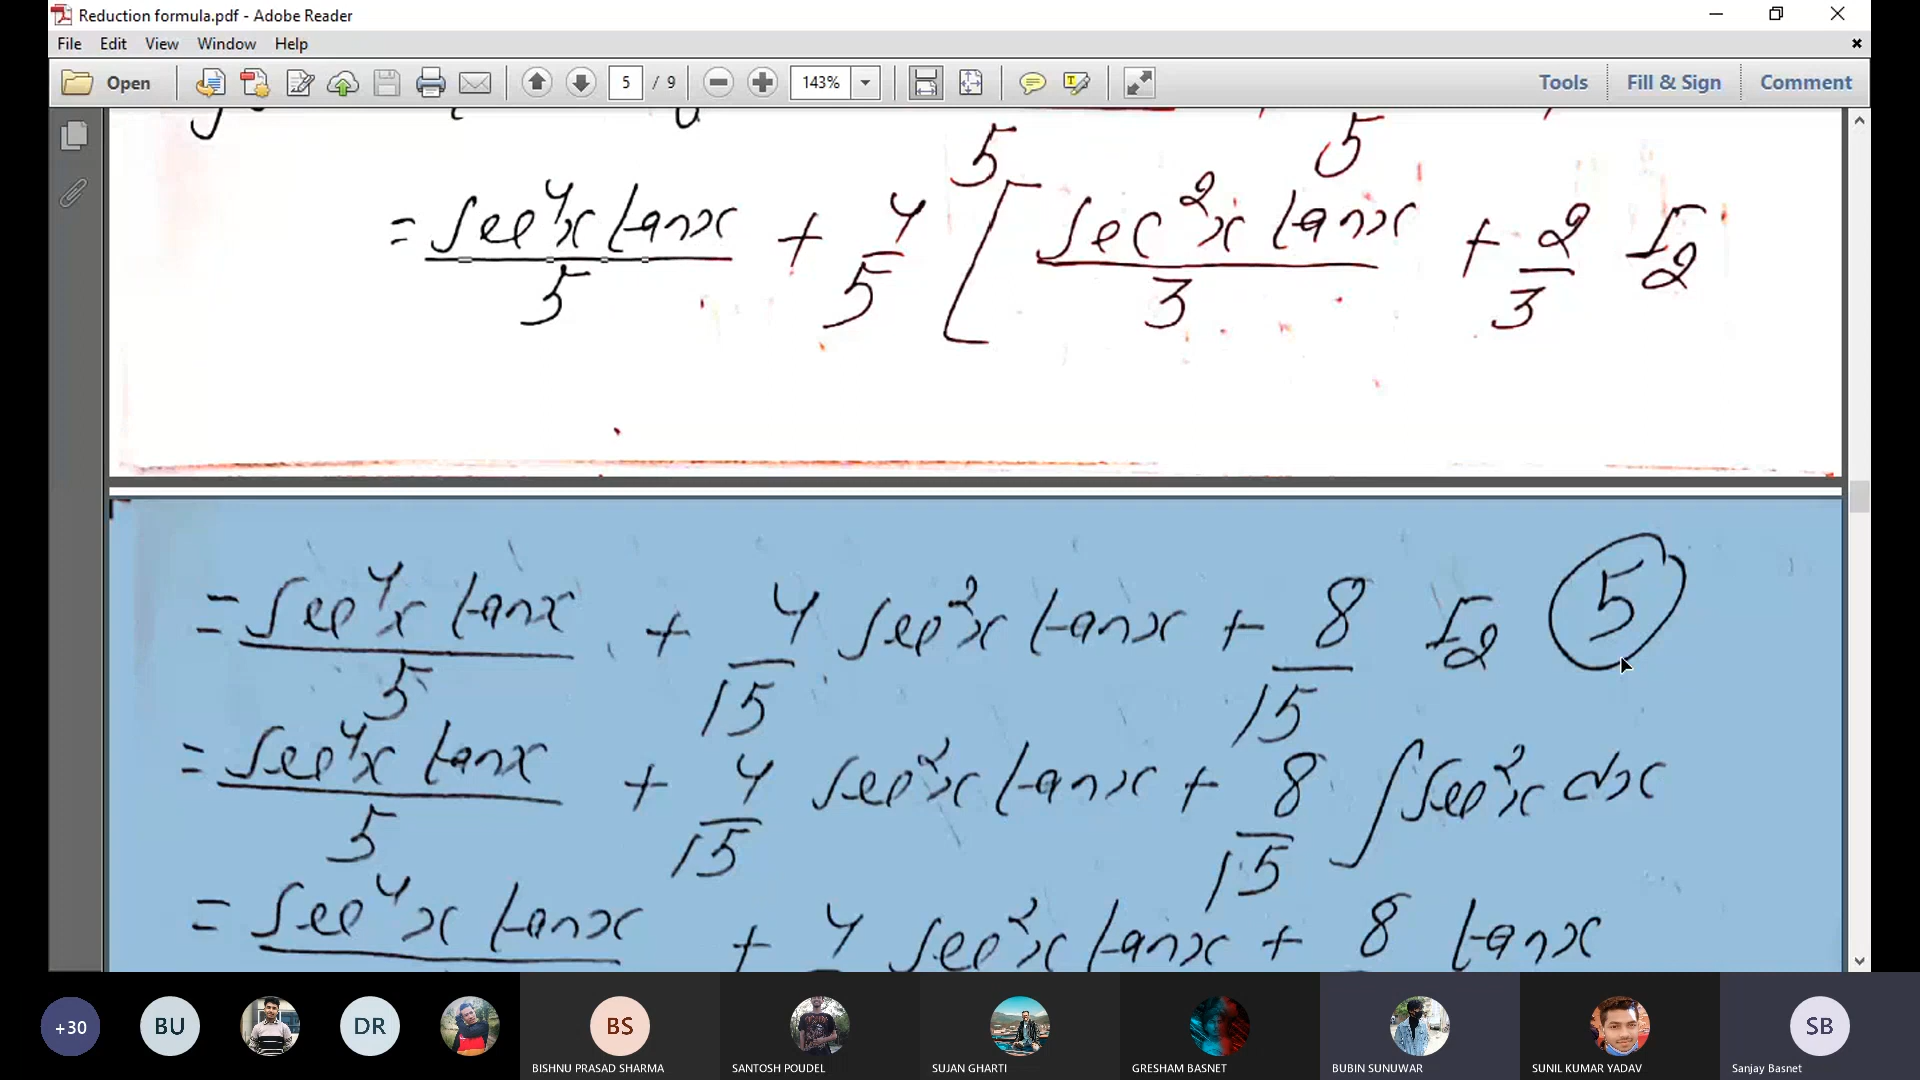 Reduction formula.pdf - Adobe Reader
File Edit View Window Help
Open 5 / 9 143% Tools Fill & Sign Comment
5 5
= sec⁴x tanx / 5 + 4/5 [ sec²x tanx / 3 + 2/3 I₂
= sec⁴x tanx / 5 + 4/15 sec²x tanx + 8/15 I₂ 5
= sec⁴x tanx / 5 + 4/15 sec²x tanx + 8/15 ∫ sec²x dx
= sec⁴x tanx + 4 sec²x tanx + 8 tanx
+30 BU DR BS SB
BISHNU PRASAD SHARMA SANTOSH POUDEL SUJAN GHARTI GRESHAM BASNET BUBIN SUNUWAR SUNIL KUMAR YADAV Sanjay Basnet